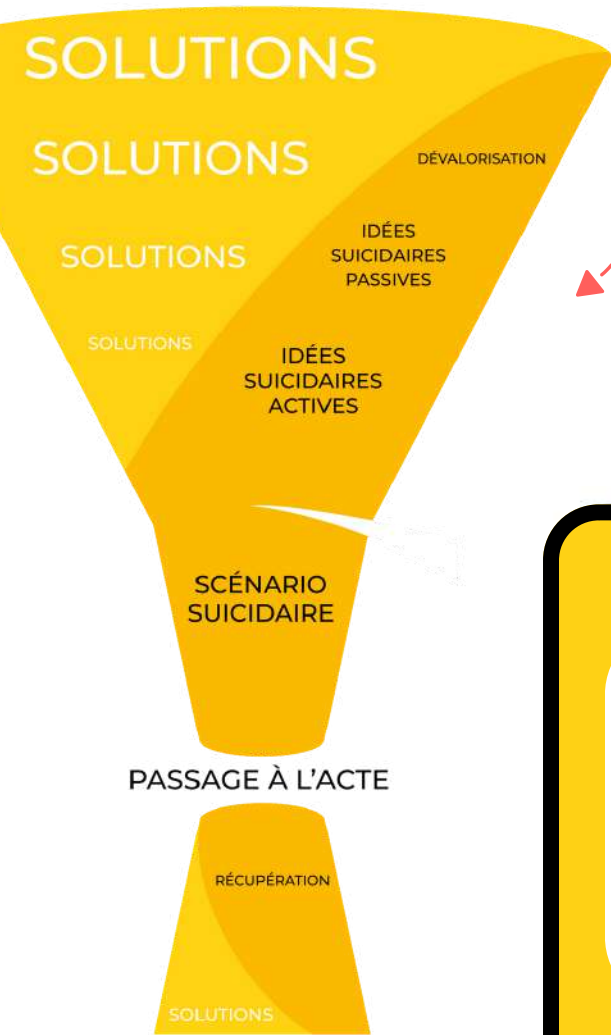 SOLUTIONS
SOLUTIONS
DÉVALORISATION
IDÉES
SUICIDAIRES
PASSIVES
SOLUTIONS
SOLUTIONS
IDÉES
SUICIDAIRES
ACTIVES
SCÉNARIO
SUICIDAIRE
PASSAGE À L'ACTE
RÉCUPÉRATION
SOLUTIONS